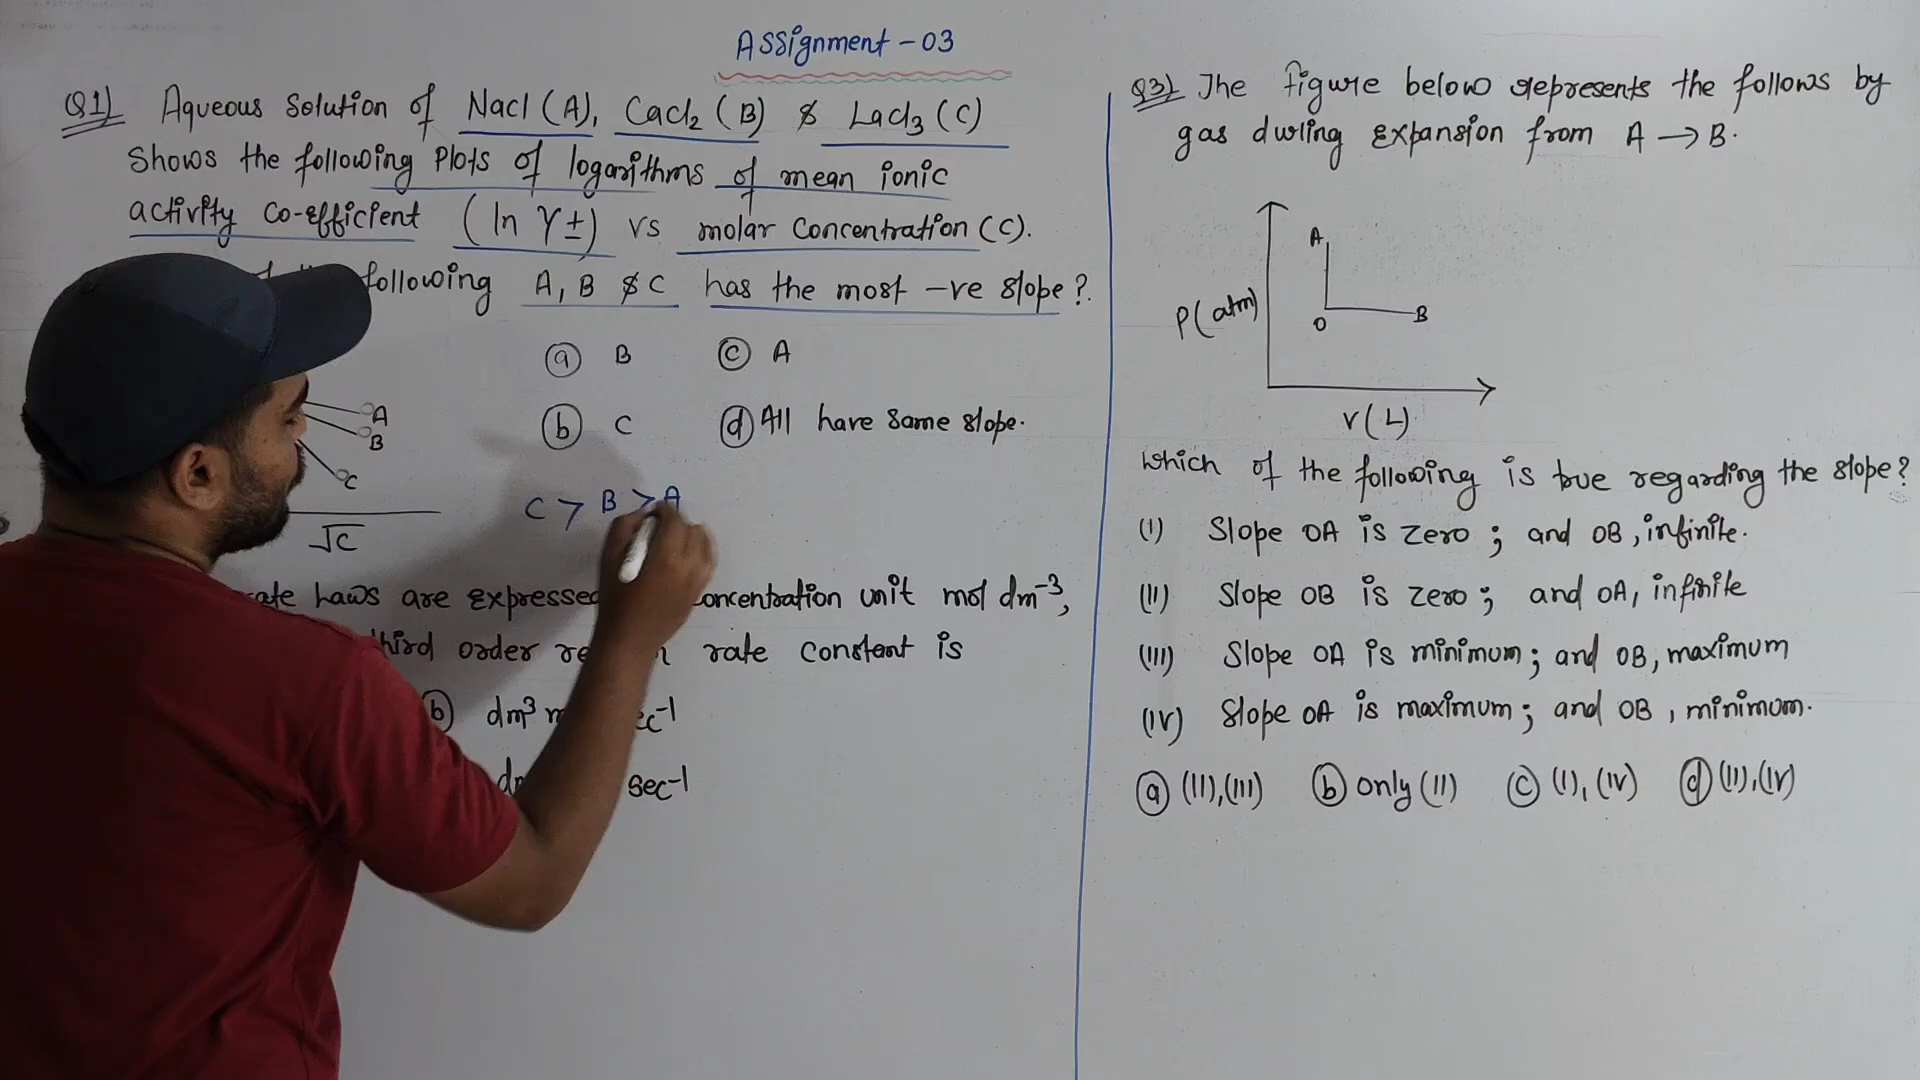 Assignment - 03
Q1) Aqueous Solution of Nacl (A), Cacl₂ (B) & Lacl₃ (C)
Shows the following Plots of logarithms of mean ionic
activity co-efficient (ln γ±) vs molar concentration (C).
following A, B & C has the most -ve slope?
(a) B (c) A
(b) C (d) All have same slope.
A
B
C
√C
C > B > A
Laws are expressed concentration unit mol dm⁻³,
third order rate constant is
(b) dm³
sec⁻¹
Q3) The figure below represents the follows by
gas during expansion from A → B.
A
P(atm)
O
B
V(L)
Which of the following is true regarding the slope?
(I) Slope OA is zero ; and OB, infinite.
(II) Slope OB is zero ; and OA, infinite
(III) Slope OA is minimum ; and OB, maximum
(IV) Slope OA is maximum ; and OB, minimum.
(a) (II),(III) (b) only (II) (c) (I), (IV) (d) (II),(IV)